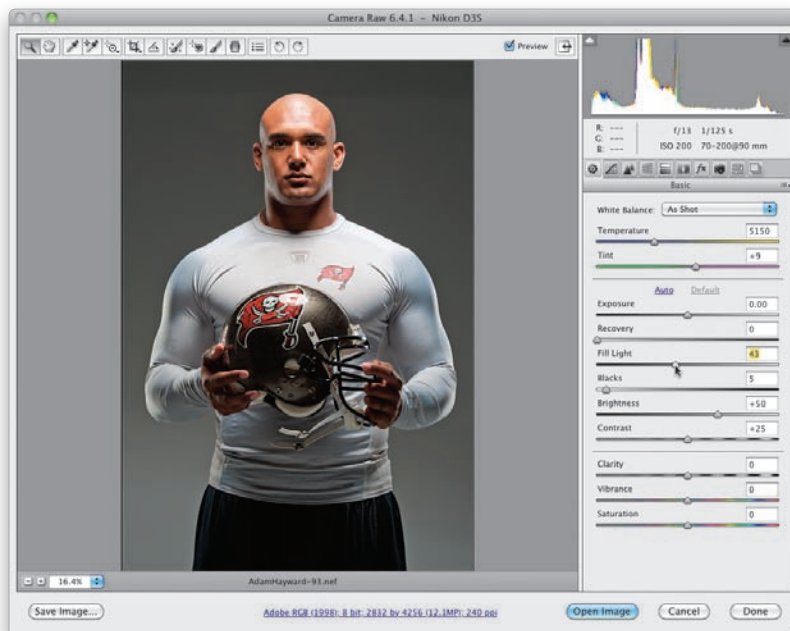 Camera Raw 6.4.1 – Nikon D3S
Preview
R: ---
G: ---
B: ---
f/13 1/125 s
ISO 200 70-200@90 mm
Basic
White Balance: As Shot
Temperature 5150
Tint +9
Auto Default
Exposure 0.00
Recovery 0
Fill Light 43
Blacks 5
Brightness +50
Contrast +25
Clarity 0
Vibrance 0
Saturation 0
16.4%
AdamHayward-93.nef
Save Image...
Adobe RGB (1998); 8 bit; 2832 by 4256 (12.1MP); 240 ppi
Open Image
Cancel
Done